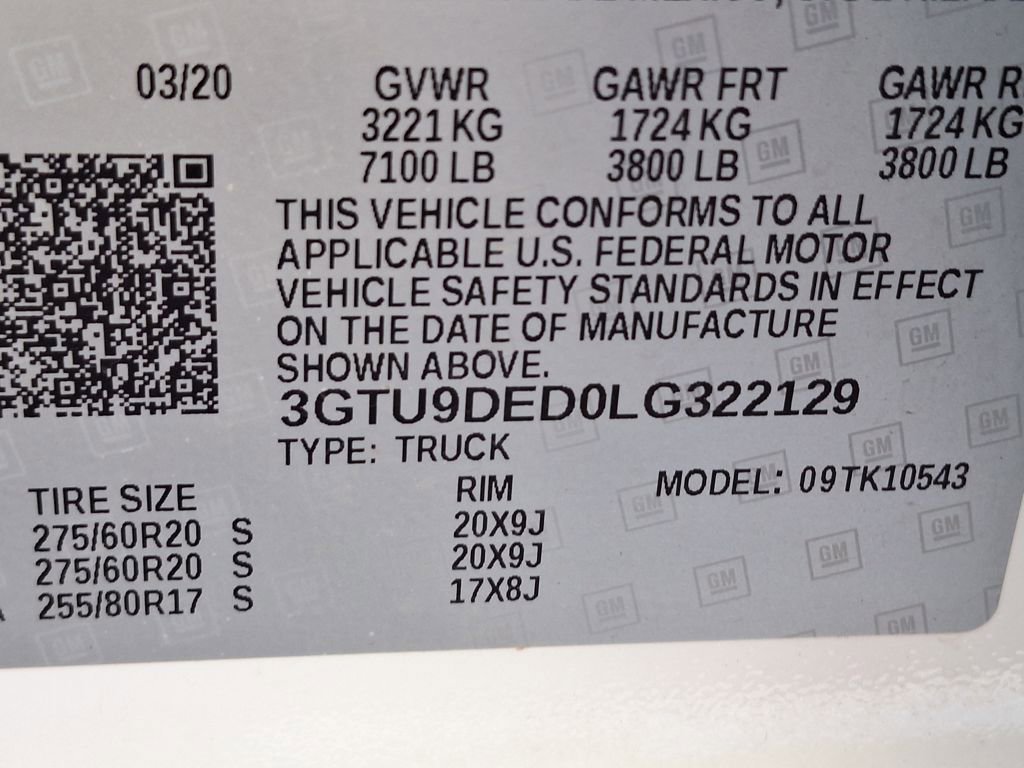 03/20 GVWR GAWR FRT GAWR R
3221 KG 1724 KG 1724 KG
7100 LB 3800 LB 3800 LB
THIS VEHICLE CONFORMS TO ALL
APPLICABLE U.S. FEDERAL MOTOR
VEHICLE SAFETY STANDARDS IN EFFECT
ON THE DATE OF MANUFACTURE
SHOWN ABOVE.
3GTU9DED0LG322129
TYPE: TRUCK
MODEL: 09TK10543
TIRE SIZE RIM
275/60R20 S 20X9J
275/60R20 S 20X9J
255/80R17 S 17X8J